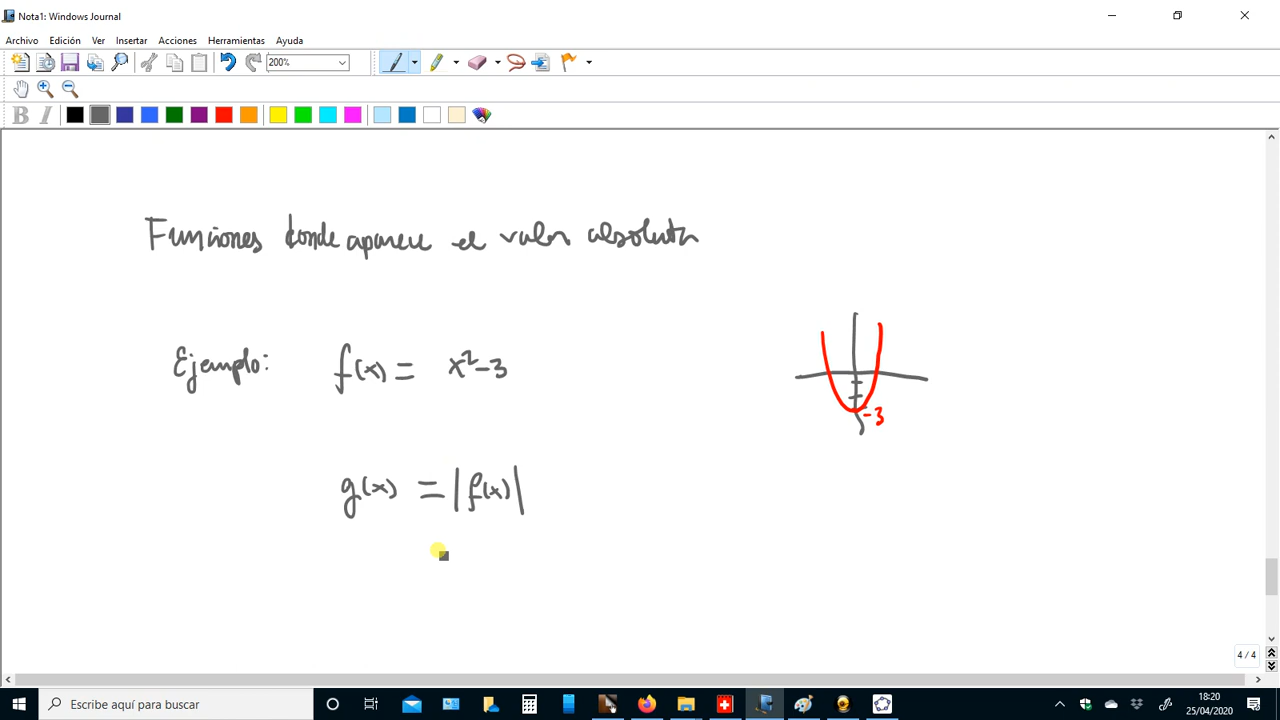 Nota1: Windows Journal
Archivo Edición Ver Insertar Acciones Herramientas Ayuda
200%
B I
Funciones donde aparece el valor absoluto
Ejemplo: f(x) = x²-3
-3
g(x) = |f(x)|
4 / 4
Escribe aquí para buscar
18:20
25/04/2020